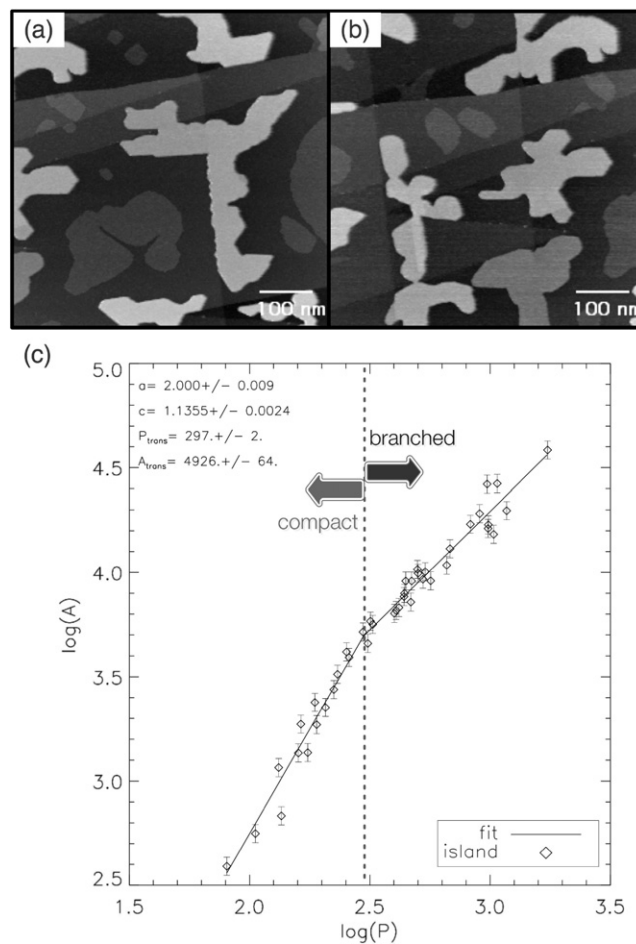 (a)
(b)
100 nm
100 nm
(c)
a= 2.000+/- 0.009
c= 1.1355+/- 0.0024
P_trans= 297.+/- 2.
A_trans= 4926.+/- 64.
branched
compact
log(A)
5.0
4.5
4.0
3.5
3.0
2.5
fit
island
1.5 2.0 2.5 3.0 3.5
log(P)